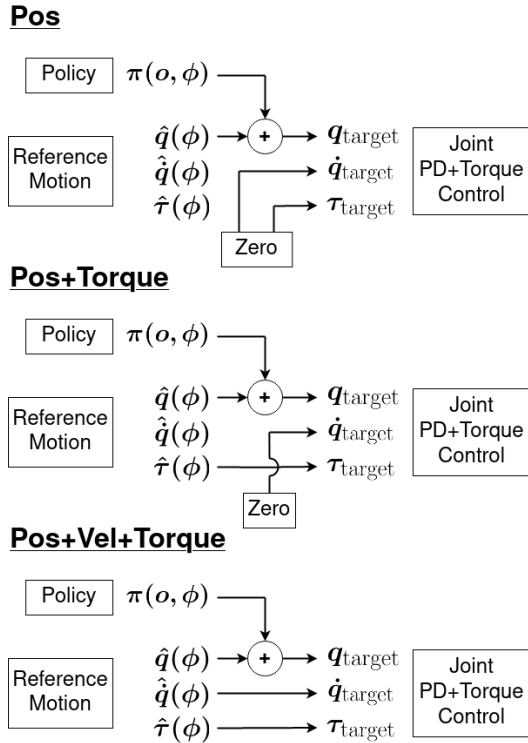 Pos
Policy π(o, ϕ)
q̂(ϕ) + q_target
Reference Motion
q̂̇(ϕ) q̇_target
τ̂(ϕ) τ_target
Joint PD+Torque Control
Zero
Pos+Torque
Policy π(o, ϕ)
q̂(ϕ) + q_target
Reference Motion
q̂̇(ϕ) q̇_target
τ̂(ϕ) τ_target
Joint PD+Torque Control
Zero
Pos+Vel+Torque
Policy π(o, ϕ)
q̂(ϕ) + q_target
Reference Motion
q̂̇(ϕ) q̇_target
τ̂(ϕ) τ_target
Joint PD+Torque Control